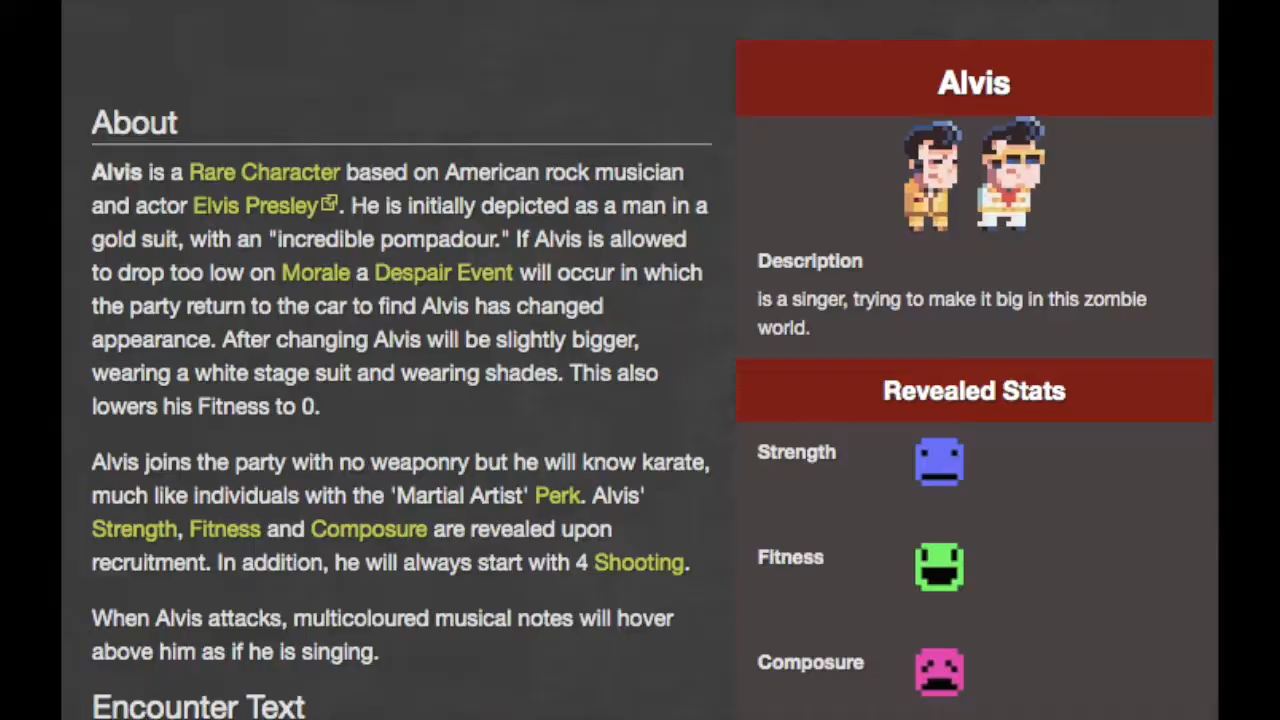 About
Alvis is a Rare Character based on American rock musician
and actor Elvis Presley. He is initially depicted as a man in a
gold suit, with an "incredible pompadour." If Alvis is allowed
to drop too low on Morale a Despair Event will occur in which
the party return to the car to find Alvis has changed
appearance. After changing Alvis will be slightly bigger,
wearing a white stage suit and wearing shades. This also
lowers his Fitness to 0.
Alvis joins the party with no weaponry but he will know karate,
much like individuals with the 'Martial Artist' Perk. Alvis'
Strength, Fitness and Composure are revealed upon
recruitment. In addition, he will always start with 4 Shooting.
When Alvis attacks, multicoloured musical notes will hover
above him as if he is singing.
Encounter Text
Alvis
Description
is a singer, trying to make it big in this zombie
world.
Revealed Stats
Strength
Fitness
Composure